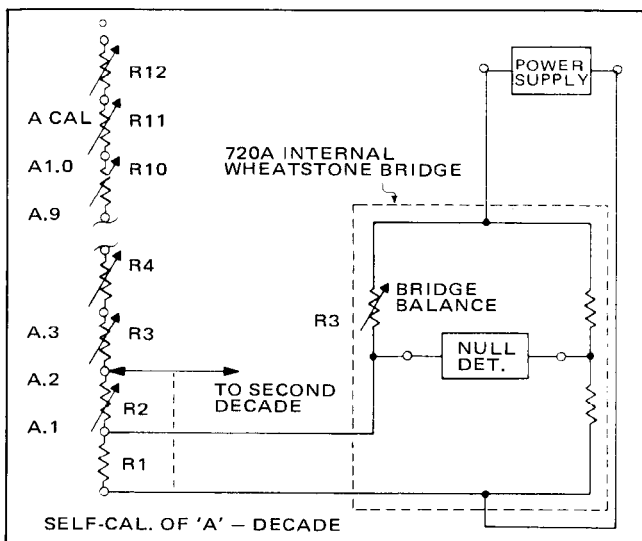 R12
POWER
SUPPLY
A CAL
R11
720A INTERNAL
WHEATSTONE BRIDGE
A1.0
R10
A.9
R4
BRIDGE
BALANCE
R3
A.3
R3
NULL
DET.
A.2
TO SECOND
DECADE
R2
A.1
R1
SELF-CAL. OF 'A' – DECADE